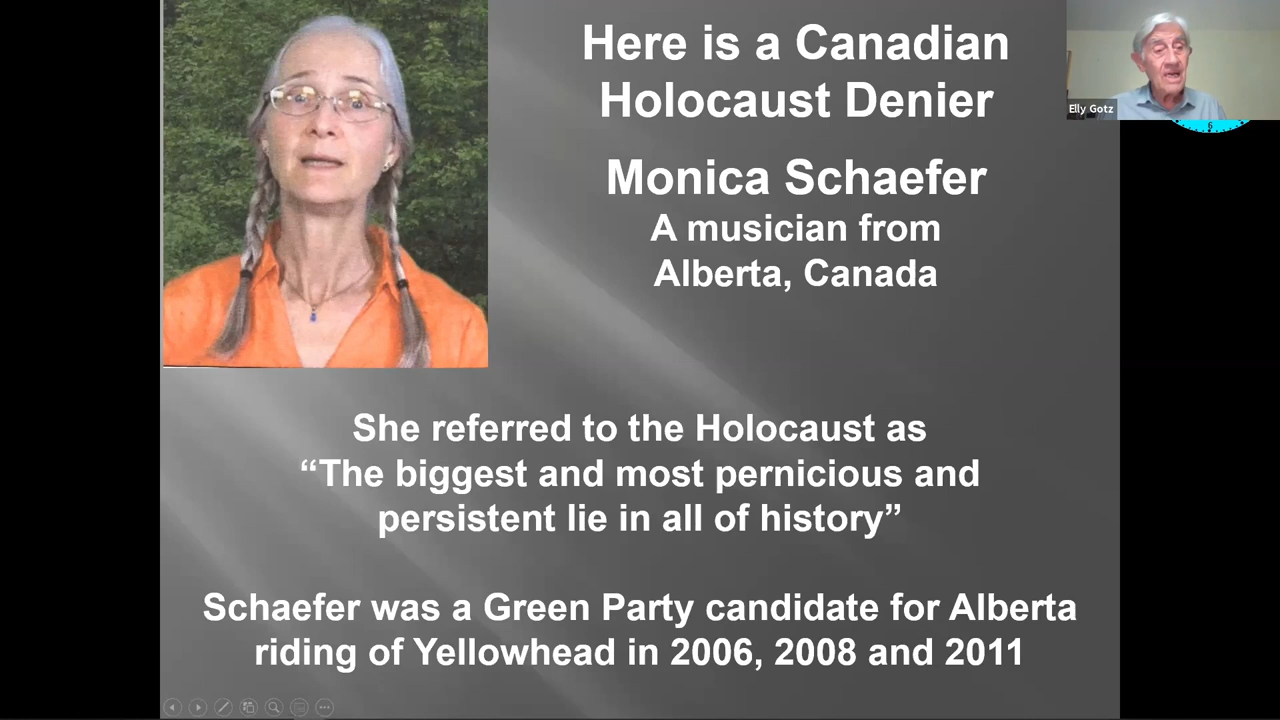 Here is a Canadian
Holocaust Denier
Monica Schaefer
A musician from
Alberta, Canada
She referred to the Holocaust as
“The biggest and most pernicious and
persistent lie in all of history”
Schaefer was a Green Party candidate for Alberta
riding of Yellowhead in 2006, 2008 and 2011
Elly Gotz
6